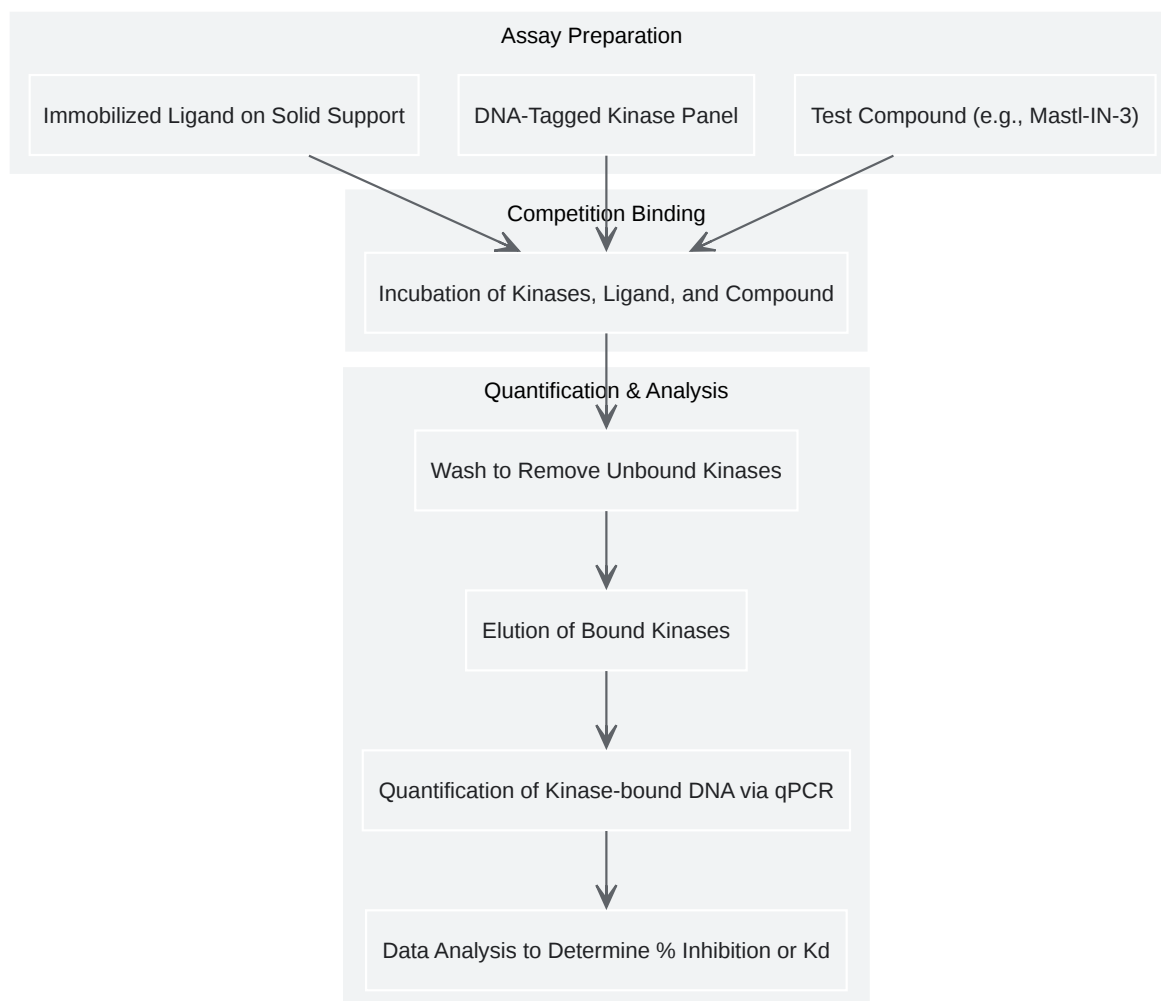 Assay Preparation
Immobilized Ligand on Solid Support
DNA-Tagged Kinase Panel
Test Compound (e.g., Mastl-IN-3)
Competition Binding
Incubation of Kinases, Ligand, and Compound
Quantification & Analysis
Wash to Remove Unbound Kinases
Elution of Bound Kinases
Quantification of Kinase-bound DNA via qPCR
Data Analysis to Determine % Inhibition or Kd